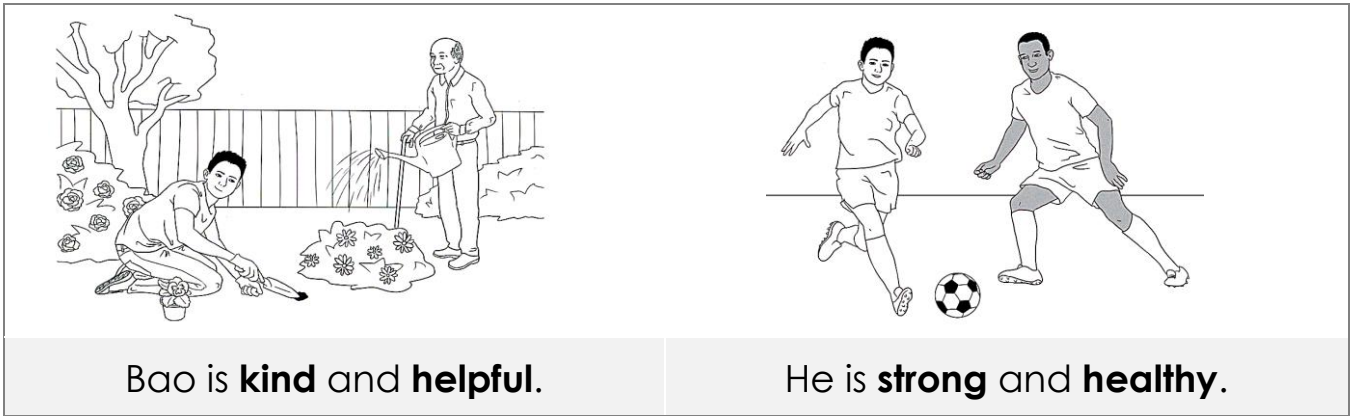 Bao is kind and helpful.
He is strong and healthy.